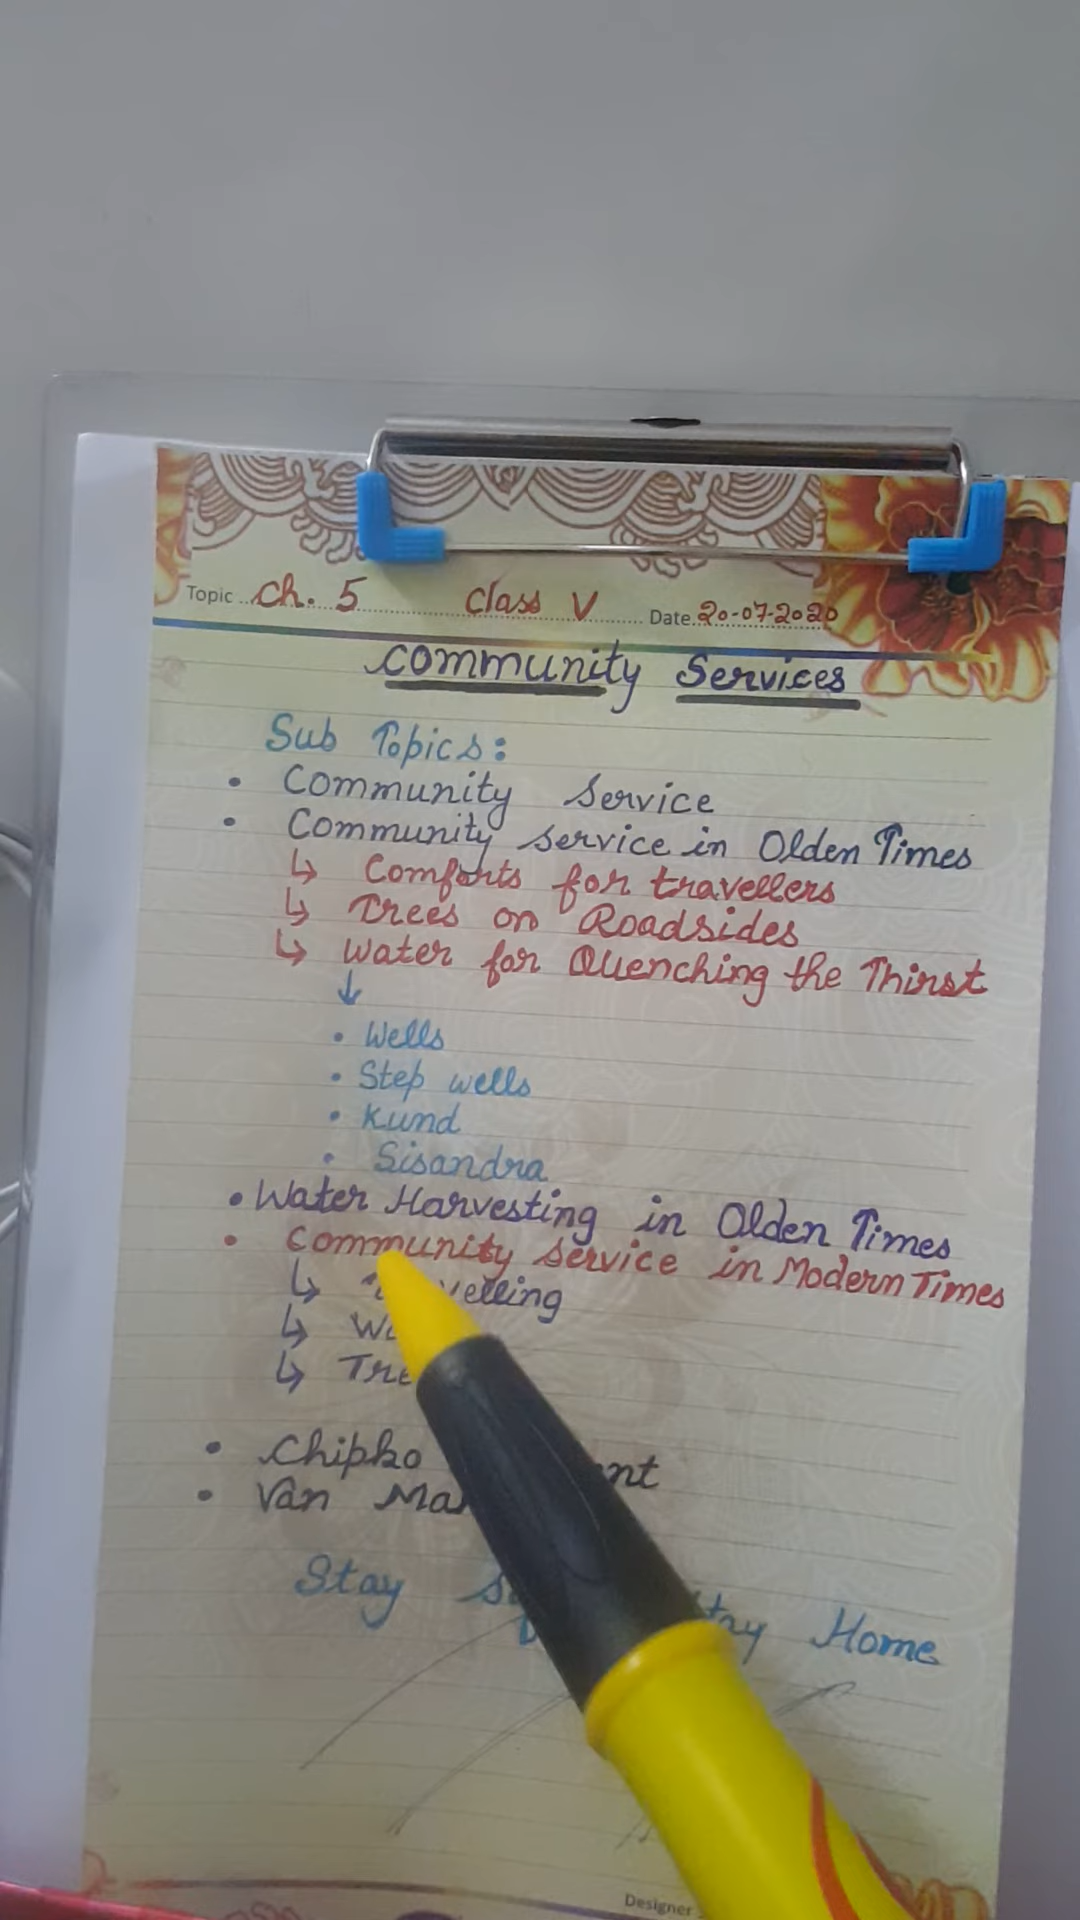 Topic Ch. 5 Class V Date 20-07-2020
Community Services
Sub Topics:
• Community Service
• Community service in Olden Times
↳ Comforts for travellers
↳ Trees on Roadsides
↳ Water for Quenching the Thirst
↓
• Wells
• Step wells
• Kund
• Sisandra
• Water Harvesting in Olden Times
• Community Service in Modern Times
↳
↳
↳
• Chipko
• Van
Stay Home
Designer